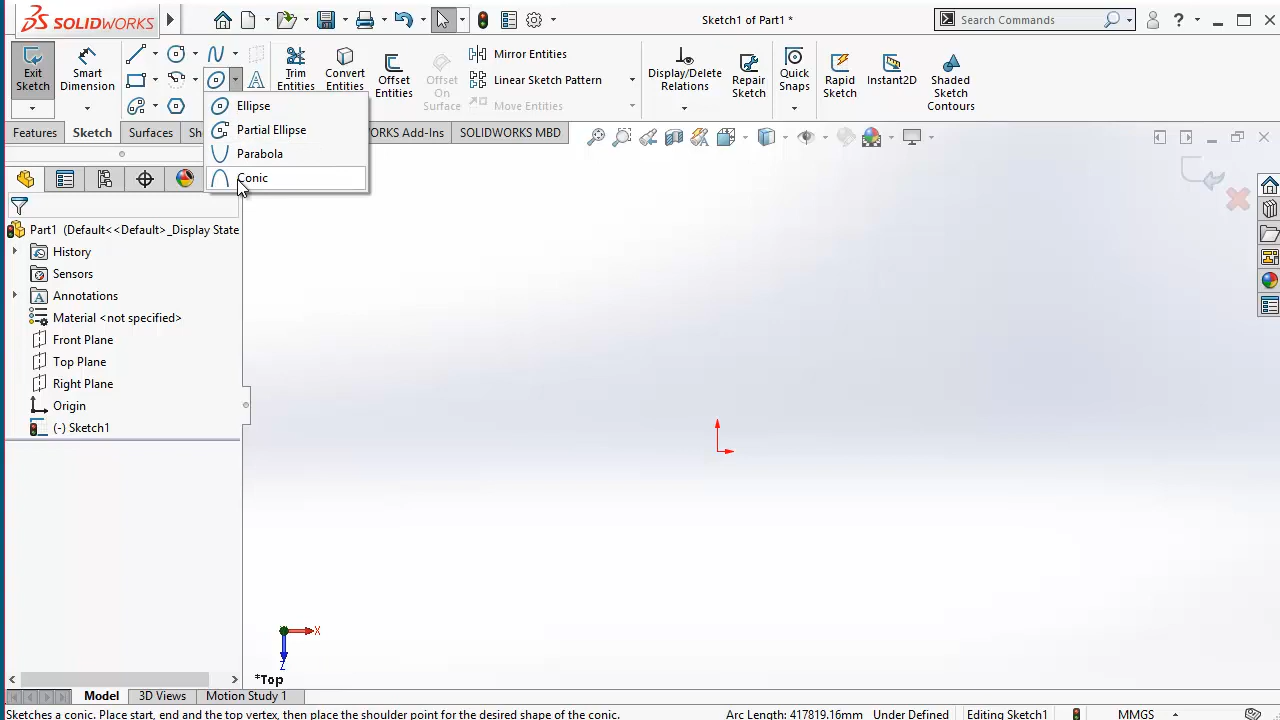 SOLIDWORKS
Sketch1 of Part1 *
Search Commands
Exit Sketch
Smart Dimension
Trim Entities
Convert Entities
Offset Entities
Offset On Surface
Mirror Entities
Linear Sketch Pattern
Move Entities
Display/Delete Relations
Repair Sketch
Quick Snaps
Rapid Sketch
Instant2D
Shaded Sketch Contours
Ellipse
Partial Ellipse
Parabola
Conic
Features
Sketch
Surfaces
Sh
WORKS Add-Ins
SOLIDWORKS MBD
Part1 (Default<<Default>_Display State
History
Sensors
Annotations
Material <not specified>
Front Plane
Top Plane
Right Plane
Origin
(-) Sketch1
X
Z
*Top
Model
3D Views
Motion Study 1
Sketches a conic. Place start, end and the top vertex, then place the shoulder point for the desired shape of the conic.
Arc Length: 417819.16mm
Under Defined
Editing Sketch1
MMGS